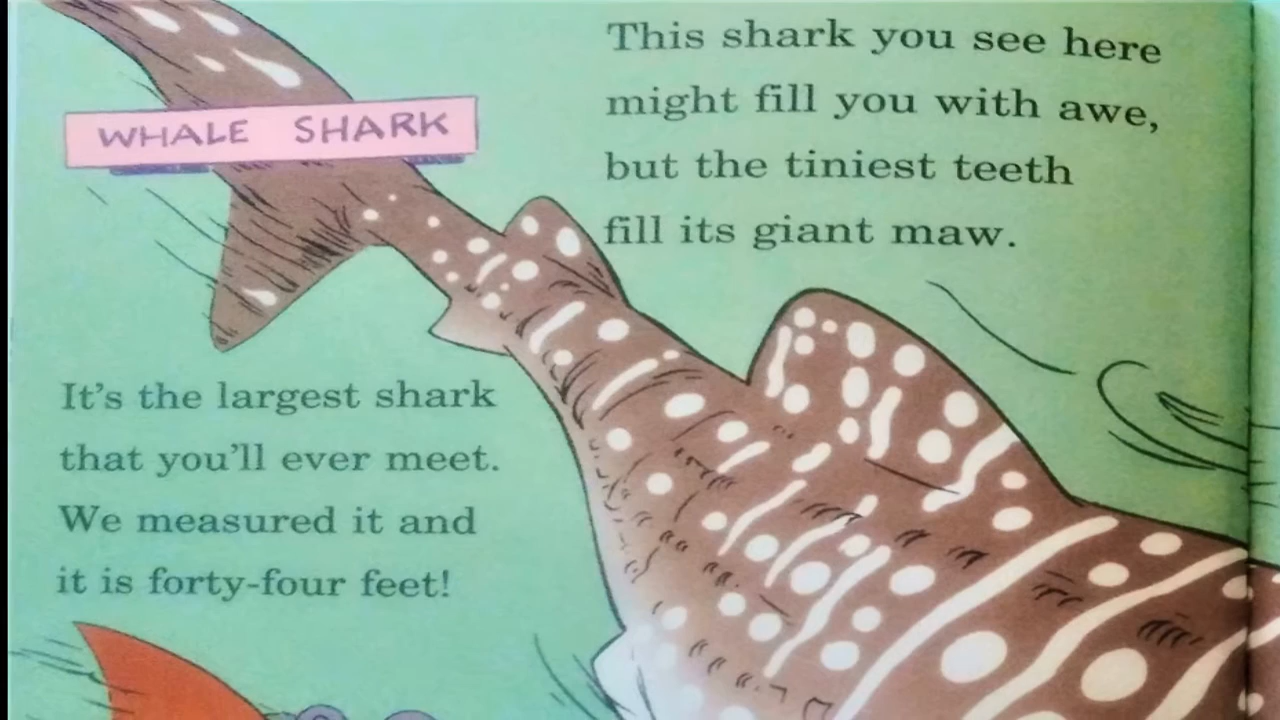 WHALE SHARK
This shark you see here
might fill you with awe,
but the tiniest teeth
fill its giant maw.
It's the largest shark
that you'll ever meet.
We measured it and
it is forty-four feet!